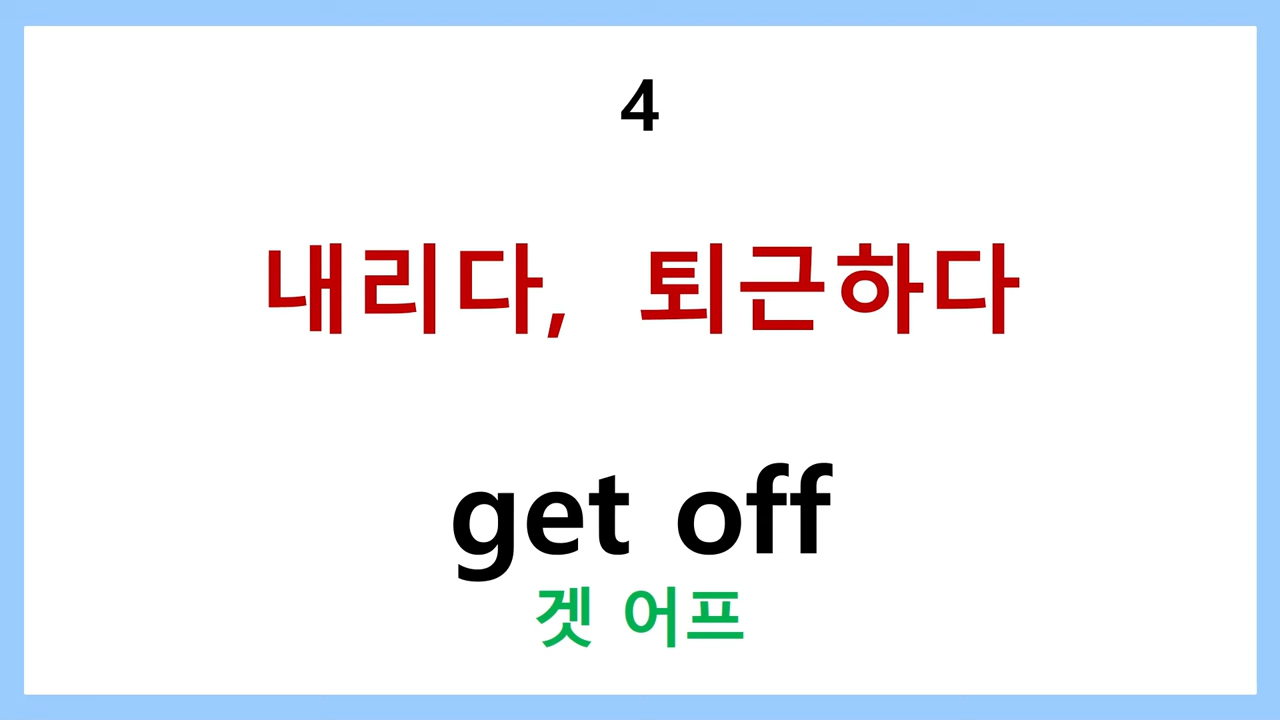 4
내리다, 퇴근하다
get off
겟 어프